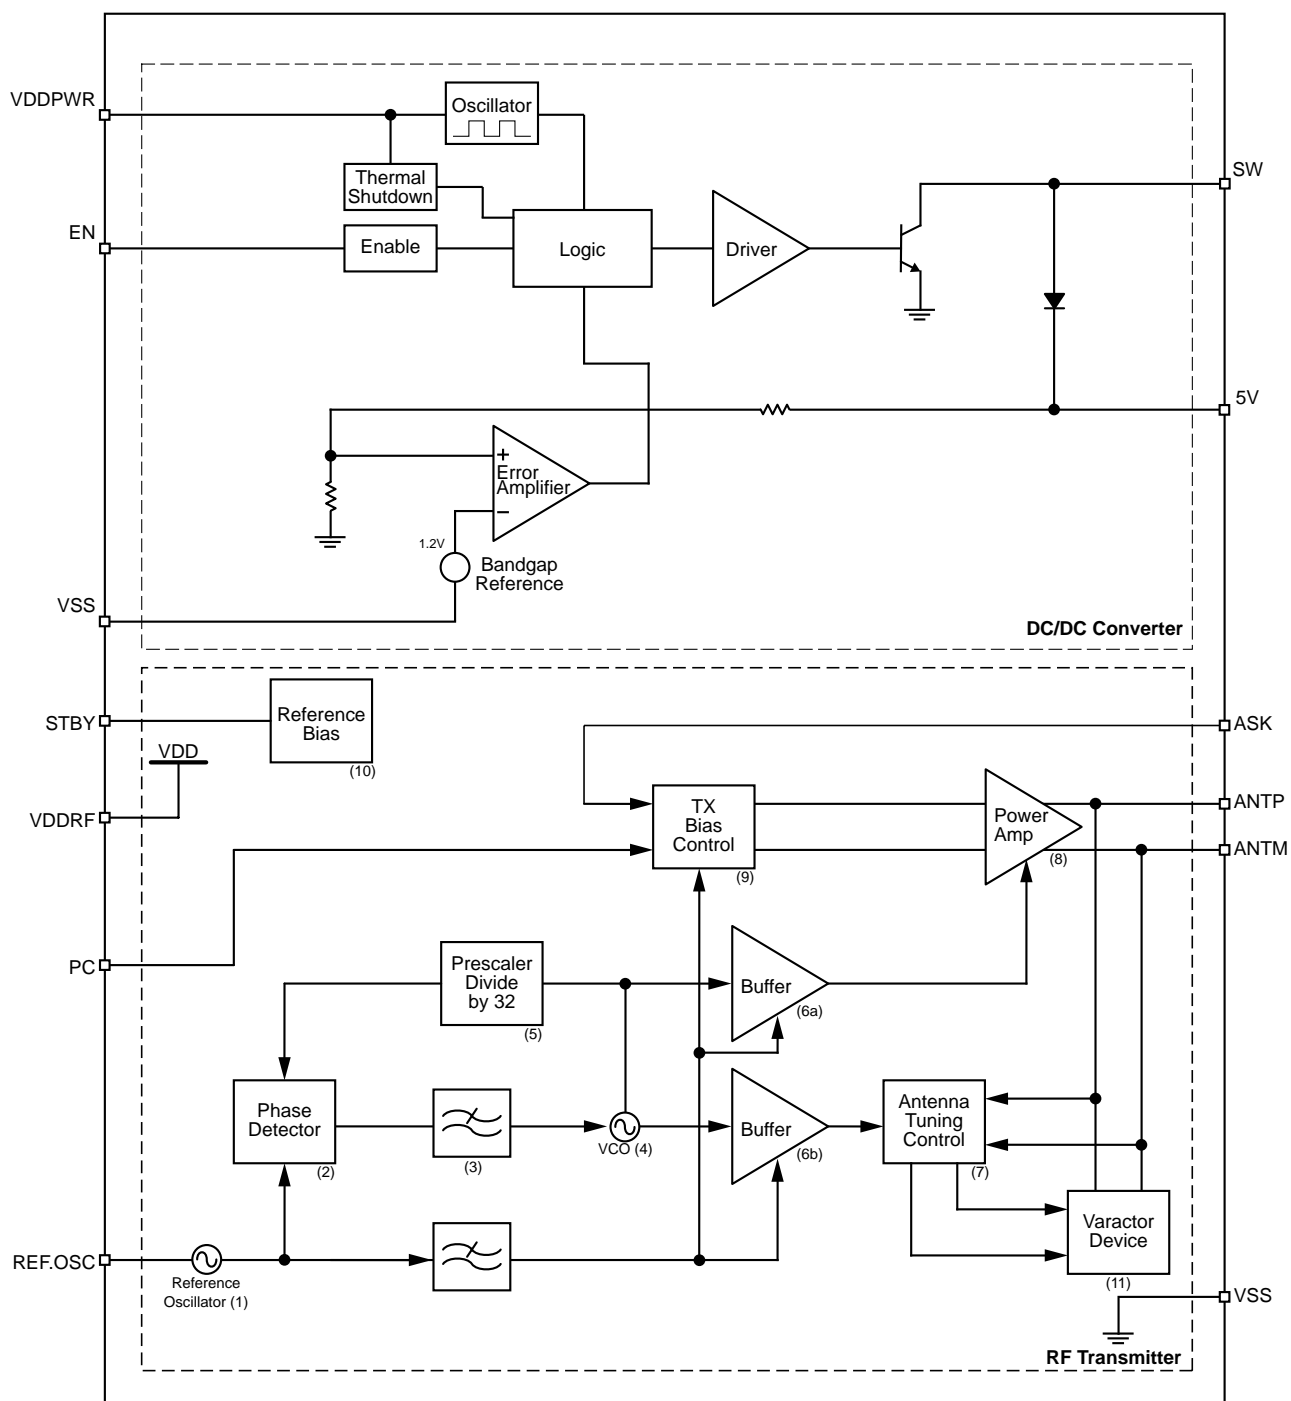 VDDPWR
Oscillator
Thermal
Shutdown
SW
EN
Enable
Logic
Driver
5V
+
Error
Amplifier
−
1.2V
Bandgap
Reference
VSS
DC/DC Converter
STBY
Reference
Bias
(10)
VDD
VDDRF
ASK
TX
Bias
Control
(9)
Power
Amp
(8)
ANTP
ANTM
PC
Prescaler
Divide
by 32
(5)
Buffer
(6a)
Phase
Detector
(2)
(3)
VCO (4)
Buffer
(6b)
Antenna
Tuning
Control
(7)
Varactor
Device
(11)
REF.OSC
Reference
Oscillator (1)
VSS
RF Transmitter